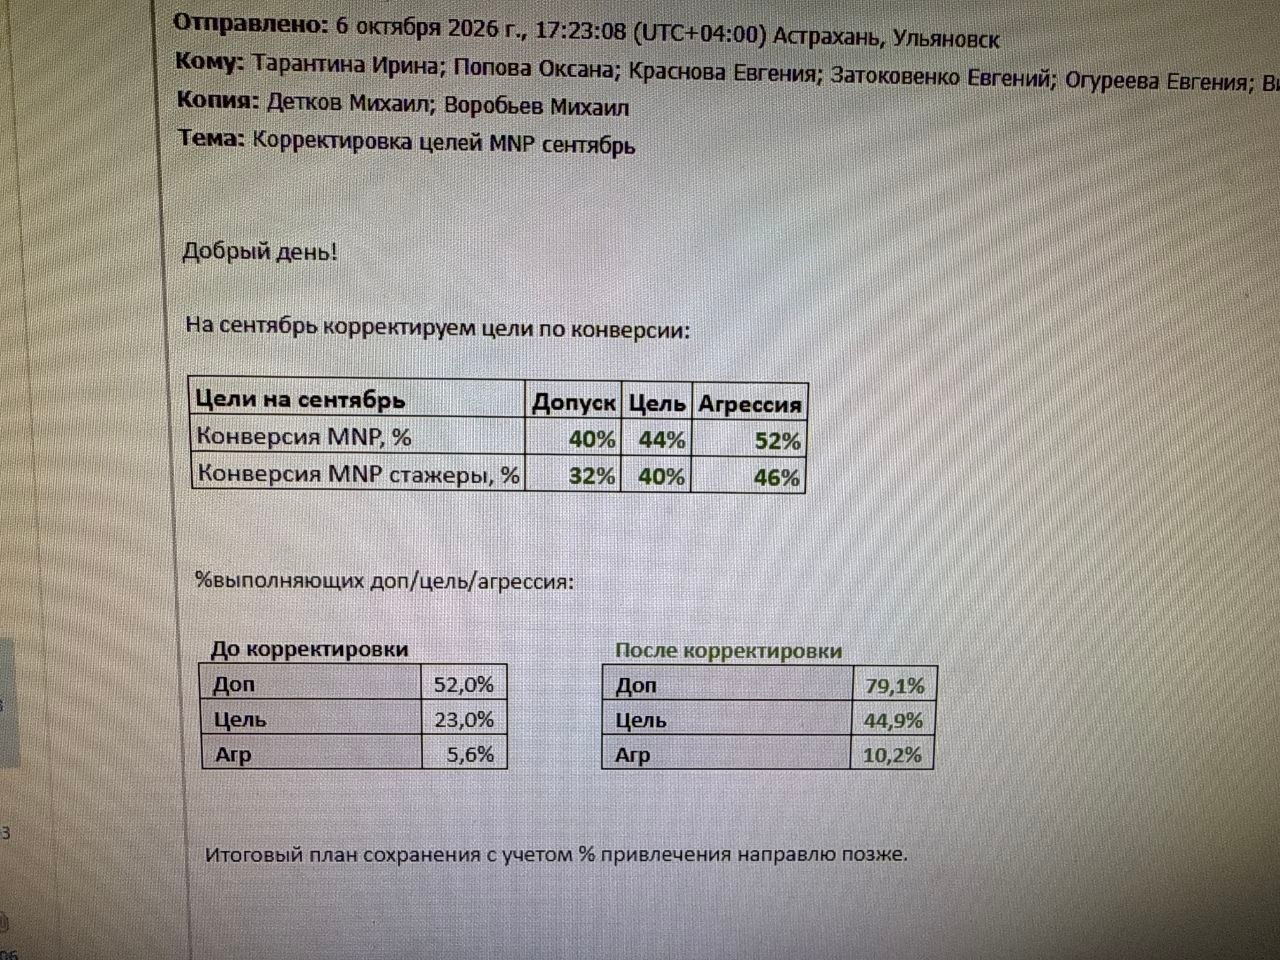 Отправлено: 6 октября 2026 г., 17:23:08 (UTC+04:00) Астрахань, Ульяновск
Кому: Тарантина Ирина; Попова Оксана; Краснова Евгения; Затоковенко Евгений; Огуреева Евгения;
Копия: Детков Михаил; Воробьев Михаил
Тема: Корректировка целей MNP сентябрь
Добрый день!
На сентябрь корректируем цели по конверсии:
Цели на сентябрь Допуск Цель Агрессия
Конверсия MNP, % 40% 44% 52%
Конверсия MNP стажеры, % 32% 40% 46%
%выполняющих доп/цель/агрессия:
До корректировки После корректировки
Доп 52,0% Доп 79,1%
Цель 23,0% Цель 44,9%
Агр 5,6% Агр 10,2%
Итоговый план сохранения с учетом % привлечения направлю позже.